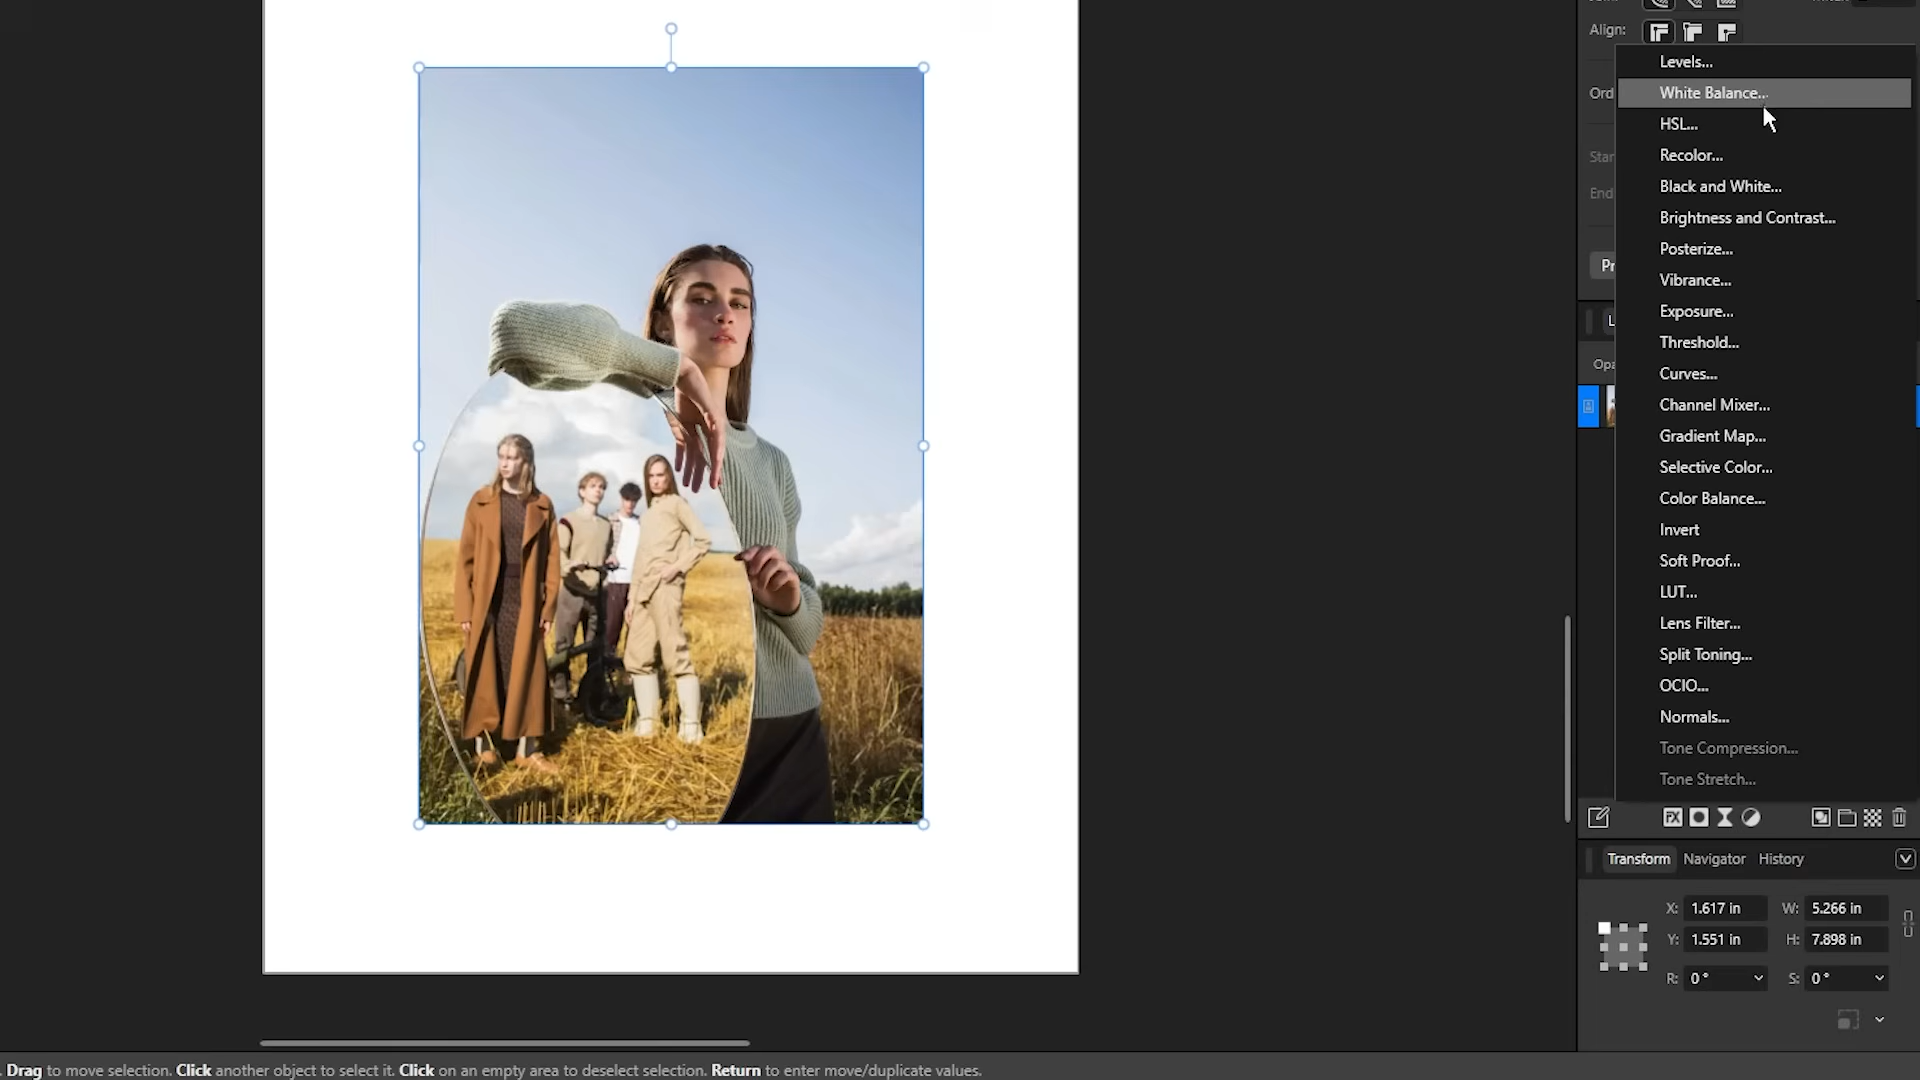 Align:
Levels...
Ord
White Balance...
HSL...
Recolor...
Black and White...
Brightness and Contrast...
Posterize...
Vibrance...
Exposure...
Threshold...
Curves...
Channel Mixer...
Gradient Map...
Selective Color...
Color Balance...
Invert
Soft Proof...
LUT...
Lens Filter...
Split Toning...
OCIO...
Normals...
Tone Compression...
Tone Stretch...
Star
End
Pr
L
Opa
FX
Transform Navigator History
X: 1.617 in W: 5.266 in
Y: 1.551 in H: 7.898 in
R: 0° S: 0°
Drag to move selection. Click another object to select it. Click on an empty area to deselect selection. Return to enter move/duplicate values.